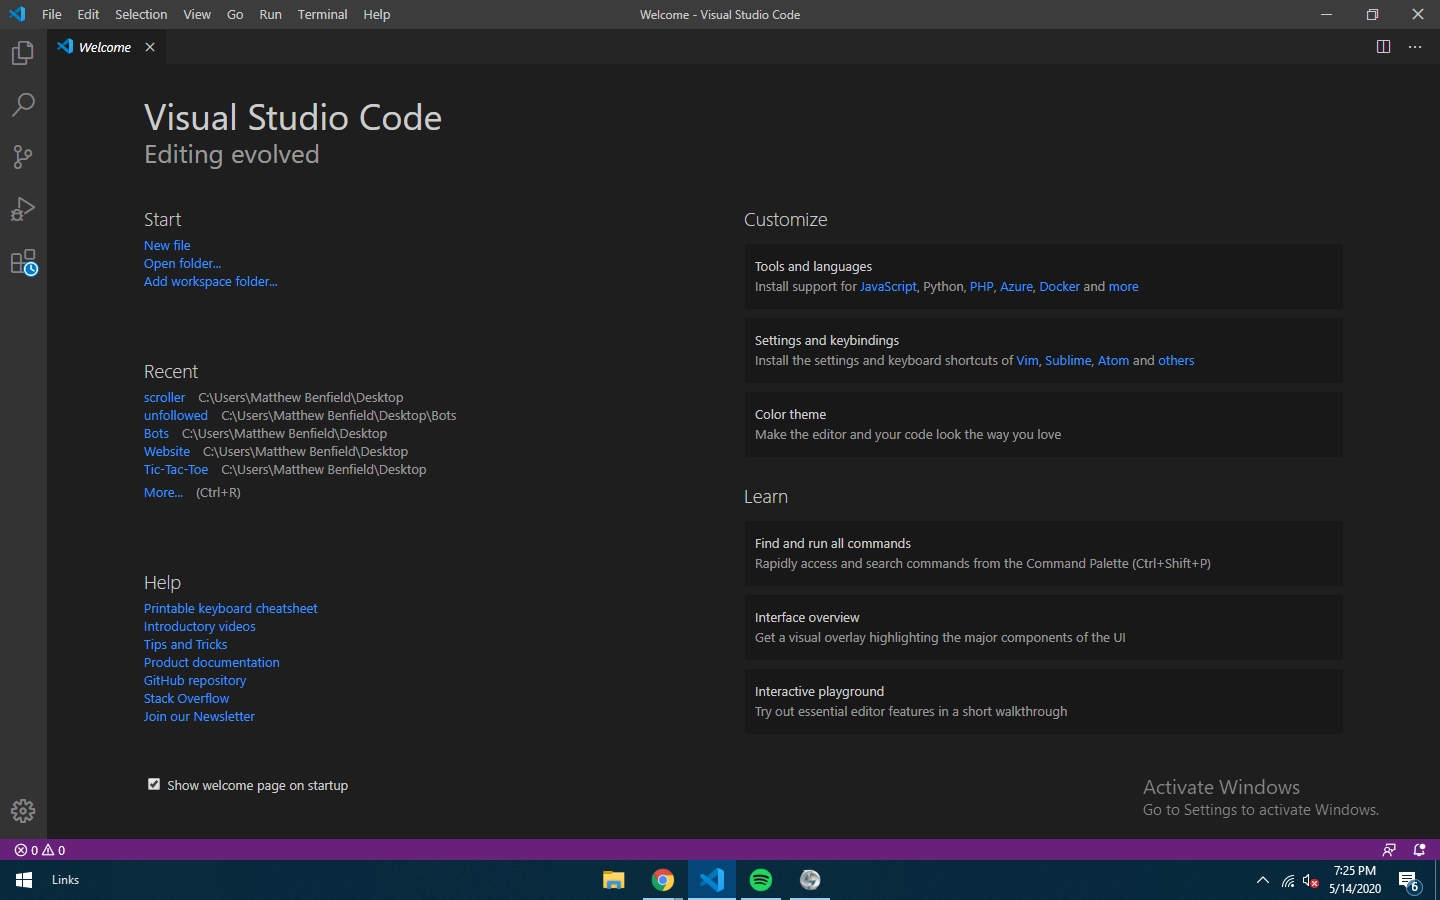 File Edit Selection View Go Run Terminal Help
Welcome - Visual Studio Code
Welcome
Visual Studio Code
Editing evolved
Start
New file
Open folder...
Add workspace folder...
Recent
scroller C:\Users\Matthew Benfield\Desktop
unfollowed C:\Users\Matthew Benfield\Desktop\Bots
Bots C:\Users\Matthew Benfield\Desktop
Website C:\Users\Matthew Benfield\Desktop
Tic-Tac-Toe C:\Users\Matthew Benfield\Desktop
More... (Ctrl+R)
Help
Printable keyboard cheatsheet
Introductory videos
Tips and Tricks
Product documentation
GitHub repository
Stack Overflow
Join our Newsletter
Show welcome page on startup
Customize
Tools and languages
Install support for JavaScript, Python, PHP, Azure, Docker and more
Settings and keybindings
Install the settings and keyboard shortcuts of Vim, Sublime, Atom and others
Color theme
Make the editor and your code look the way you love
Learn
Find and run all commands
Rapidly access and search commands from the Command Palette (Ctrl+Shift+P)
Interface overview
Get a visual overlay highlighting the major components of the UI
Interactive playground
Try out essential editor features in a short walkthrough
Activate Windows
Go to Settings to activate Windows.
0 0
Links
7:25 PM
5/14/2020
6